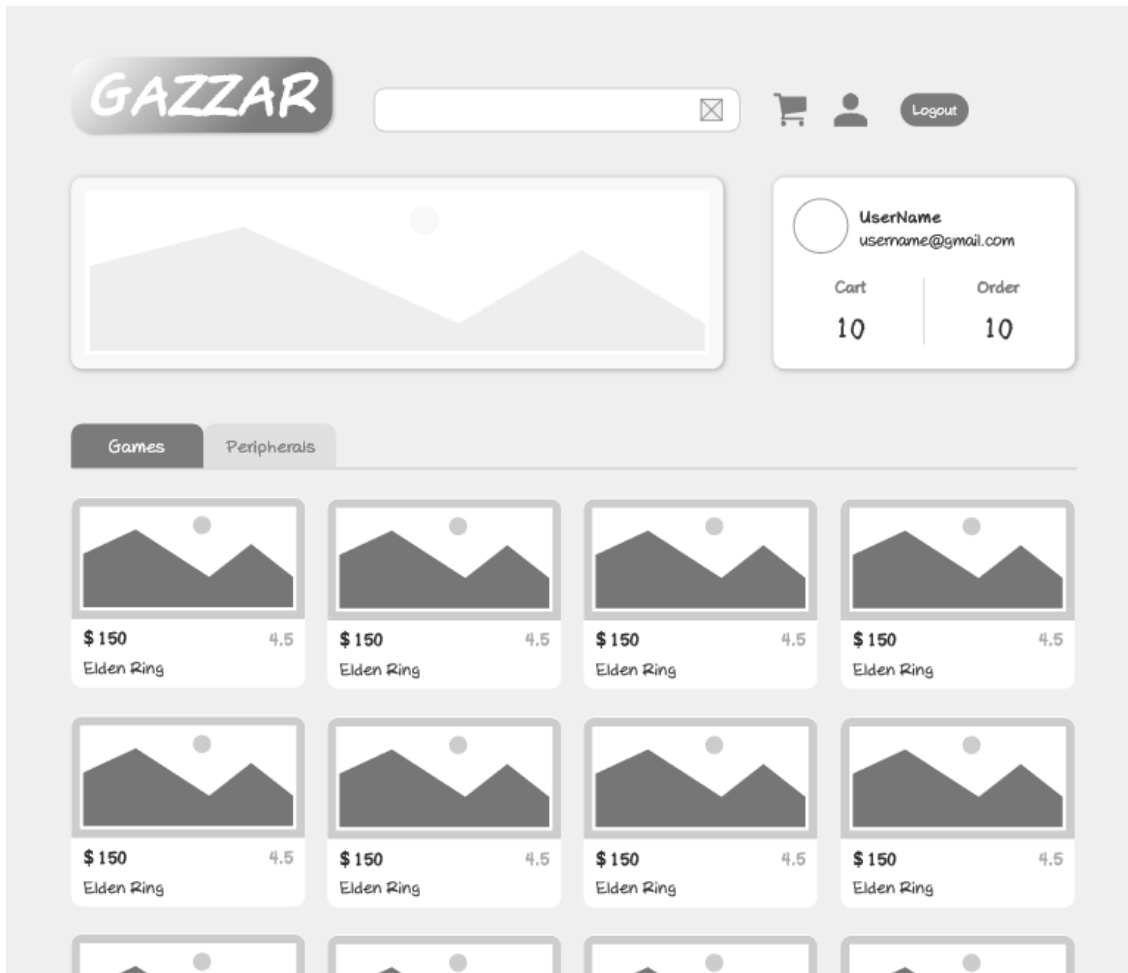 GAZZAR
Logout
UserName
username@gmail.com
Cart Order
10 10
Games Peripherals
$ 150 4.5 $ 150 4.5 $ 150 4.5 $ 150 4.5
Elden Ring Elden Ring Elden Ring Elden Ring
$ 150 4.5 $ 150 4.5 $ 150 4.5 $ 150 4.5
Elden Ring Elden Ring Elden Ring Elden Ring